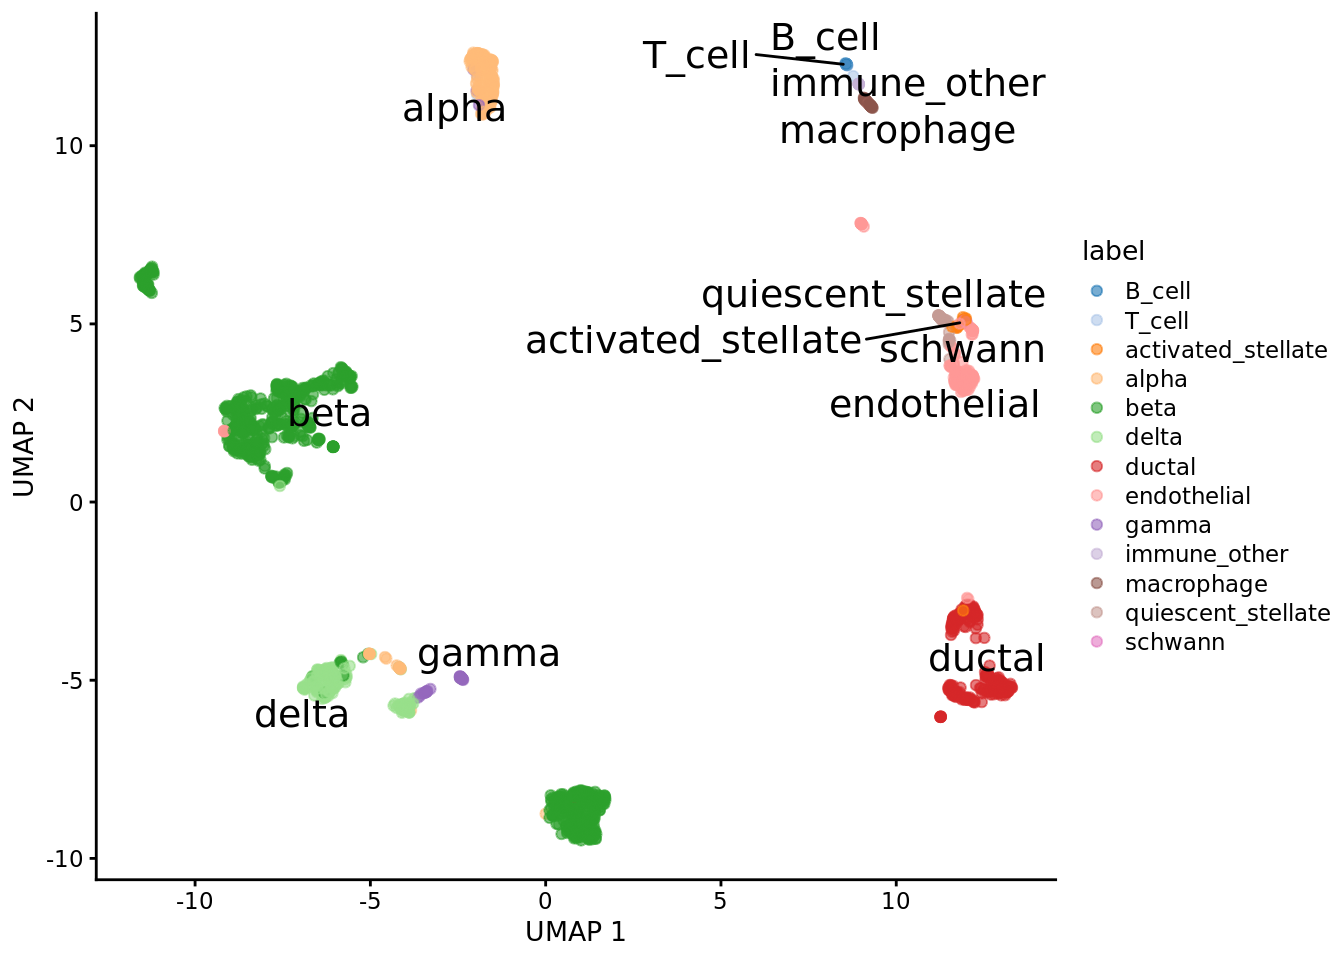 B_cell
T_cell
immune_other
alpha
macrophage
quiescent_stellate
activated_stellate
schwann
endothelial
beta
gamma
ductal
delta
10
5
0
-5
-10
UMAP 2
-10
-5
0
5
10
UMAP 1
label
B_cell
T_cell
activated_stellate
alpha
beta
delta
ductal
endothelial
gamma
immune_other
macrophage
quiescent_stellate
schwann